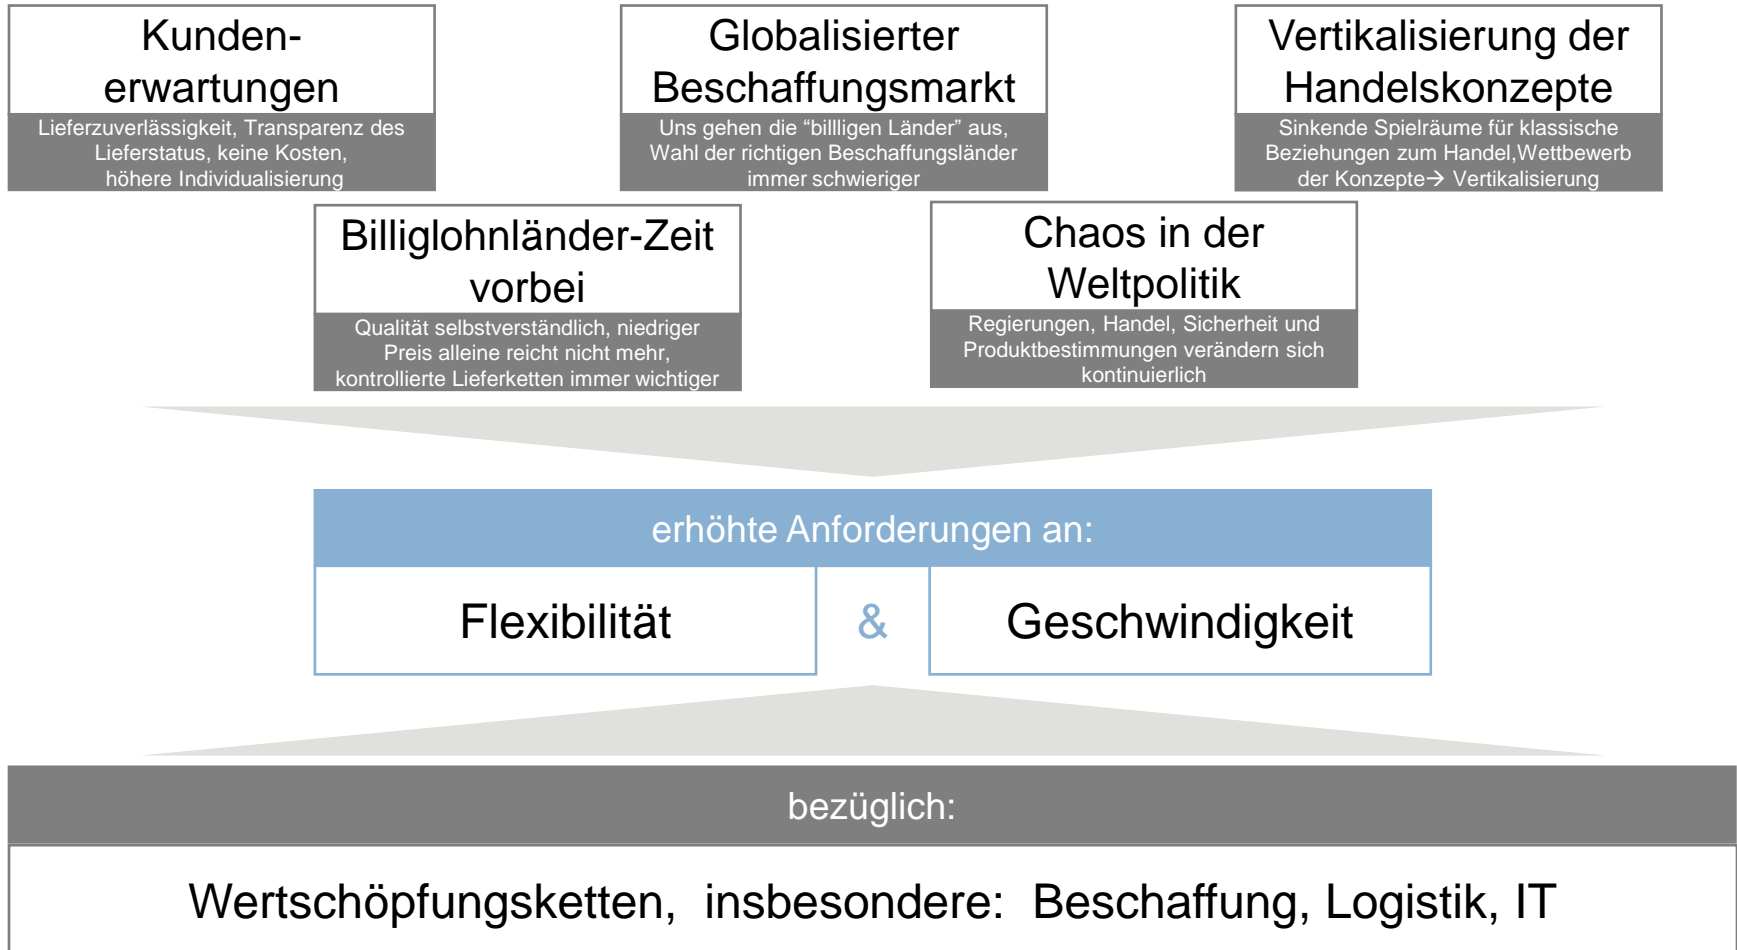 Kunden-
erwartungen
Lieferzuverlässigkeit, Transparenz des
Lieferstatus, keine Kosten,
höhere Individualisierung
Globalisierter
Beschaffungsmarkt
Uns gehen die “billligen Länder” aus,
Wahl der richtigen Beschaffungsländer
immer schwieriger
Vertikalisierung der
Handelskonzepte
Sinkende Spielräume für klassische
Beziehungen zum Handel,Wettbewerb
der Konzepte→ Vertikalisierung
Billiglohnländer-Zeit
vorbei
Qualität selbstverständlich, niedriger
Preis alleine reicht nicht mehr,
kontrollierte Lieferketten immer wichtiger
Chaos in der
Weltpolitik
Regierungen, Handel, Sicherheit und
Produktbestimmungen verändern sich
kontinuierlich
erhöhte Anforderungen an:
Flexibilität & Geschwindigkeit
bezüglich:
Wertschöpfungsketten, insbesondere: Beschaffung, Logistik, IT